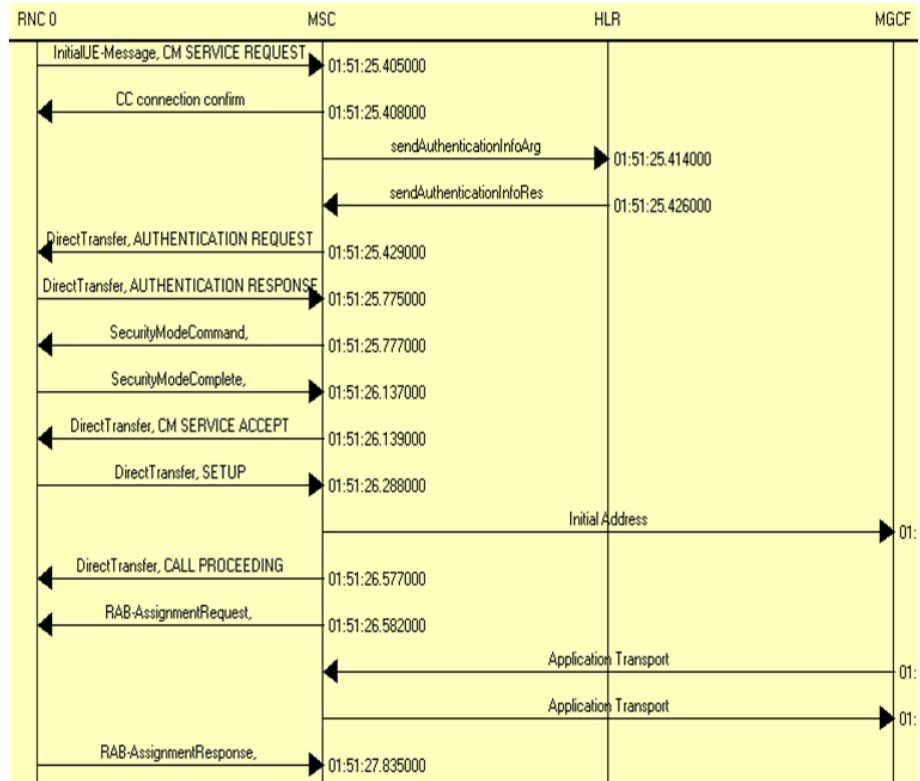 RNC 0 MSC HLR MGCF
InitialUE-Message, CM SERVICE REQUEST
01:51:25.405000
CC connection confirm
01:51:25.408000
sendAuthenticationInfoArg
01:51:25.414000
sendAuthenticationInfoRes
01:51:25.426000
DirectTransfer, AUTHENTICATION REQUEST
01:51:25.429000
DirectTransfer, AUTHENTICATION RESPONSE
01:51:25.775000
SecurityModeCommand,
01:51:25.777000
SecurityModeComplete,
01:51:26.137000
DirectTransfer, CM SERVICE ACCEPT
01:51:26.139000
DirectTransfer, SETUP
01:51:26.288000
Initial Address
01:
DirectTransfer, CALL PROCEEDING
01:51:26.577000
RAB-AssignmentRequest,
01:51:26.582000
Application Transport
01:
Application Transport
01:
RAB-AssignmentResponse,
01:51:27.835000